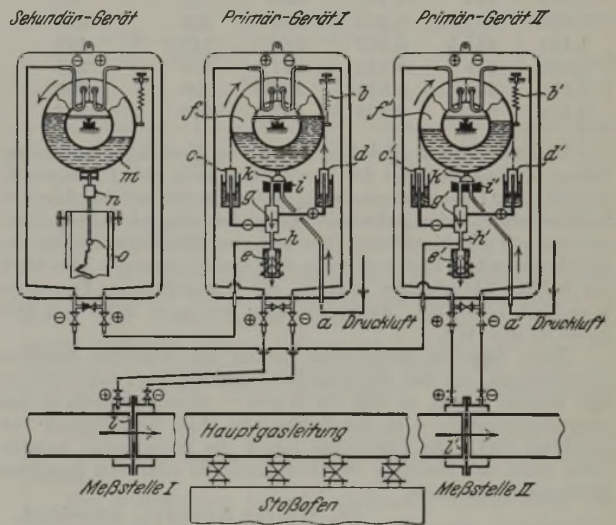 Sekundär-Gerät
Primär-Gerät I
Primär-Gerät II
⊖ ⊕
⊕ ⊖
⊕ ⊖
b
b'
f
f'
c
k
i
d
c'
k'
i'
d'
m
n
g
g'
⊖
⊕
⊖
⊕
o
h
h'
e
e'
a Druckluft
a' Druckluft
⊖ ⊕
⊕ ⊖
⊕ ⊖
⊕ ⊖
⊕ ⊖
l
l'
Hauptgasleitung
Meßstelle I
Meßstelle II
Stoßofen